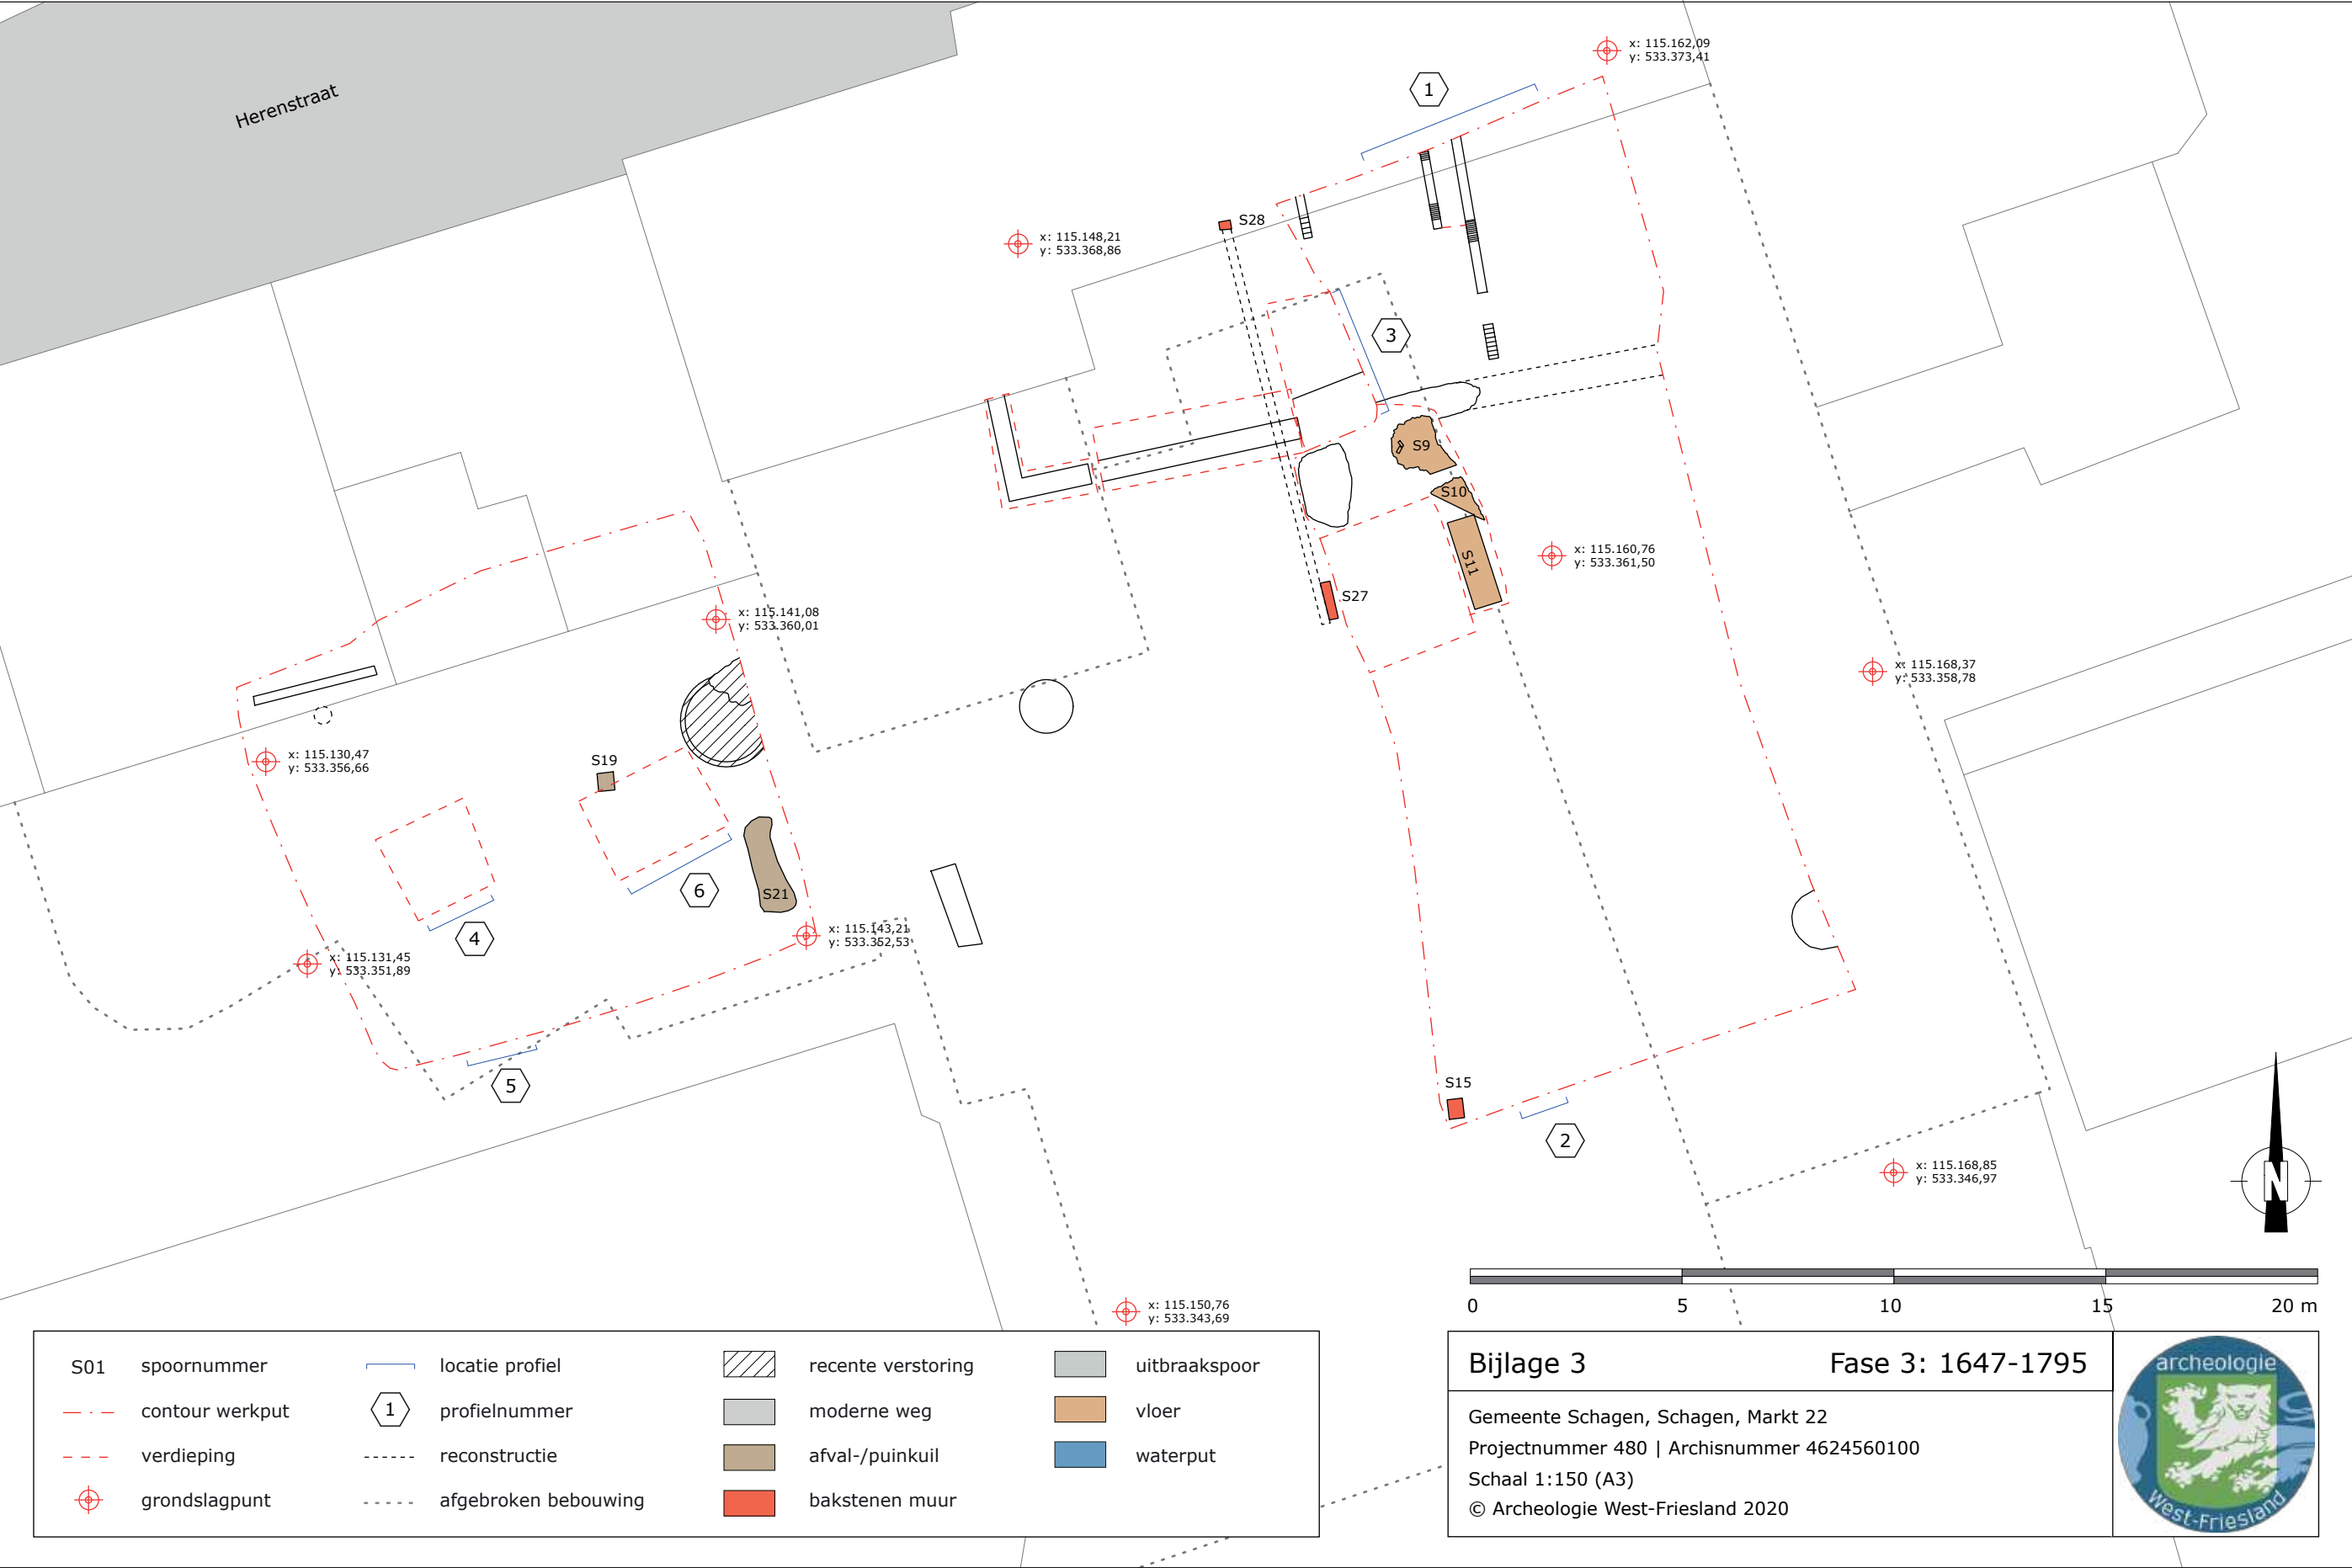 Herenstraat
x: 115.162,09
y: 533.373,41
1
S28
x: 115.148,21
y: 533.368,86
3
S9
S10
S11
x: 115.160,76
y: 533.361,50
S27
x: 115.141,08
y: 533.360,01
x: 115.168,37
y: 533.358,78
x: 115.130,47
y: 533.356,66
S19
6
S21
4
x: 115.143,21
y: 533.352,53
x: 115.131,45
y: 533.351,89
5
S15
2
x: 115.168,85
y: 533.346,97
N
x: 115.150,76
y: 533.343,69
0 5 10 15 20 m
S01 spoornummer
contour werkput
verdieping
grondslagpunt
locatie profiel
1 profielnummer
reconstructie
afgebroken bebouwing
recente verstoring
moderne weg
afval-/puinkuil
bakstenen muur
uitbraakspoor
vloer
waterput
Bijlage 3 Fase 3: 1647-1795
Gemeente Schagen, Schagen, Markt 22
Projectnummer 480 | Archisnummer 4624560100
Schaal 1:150 (A3)
© Archeologie West-Friesland 2020
archeologie
West-Friesland